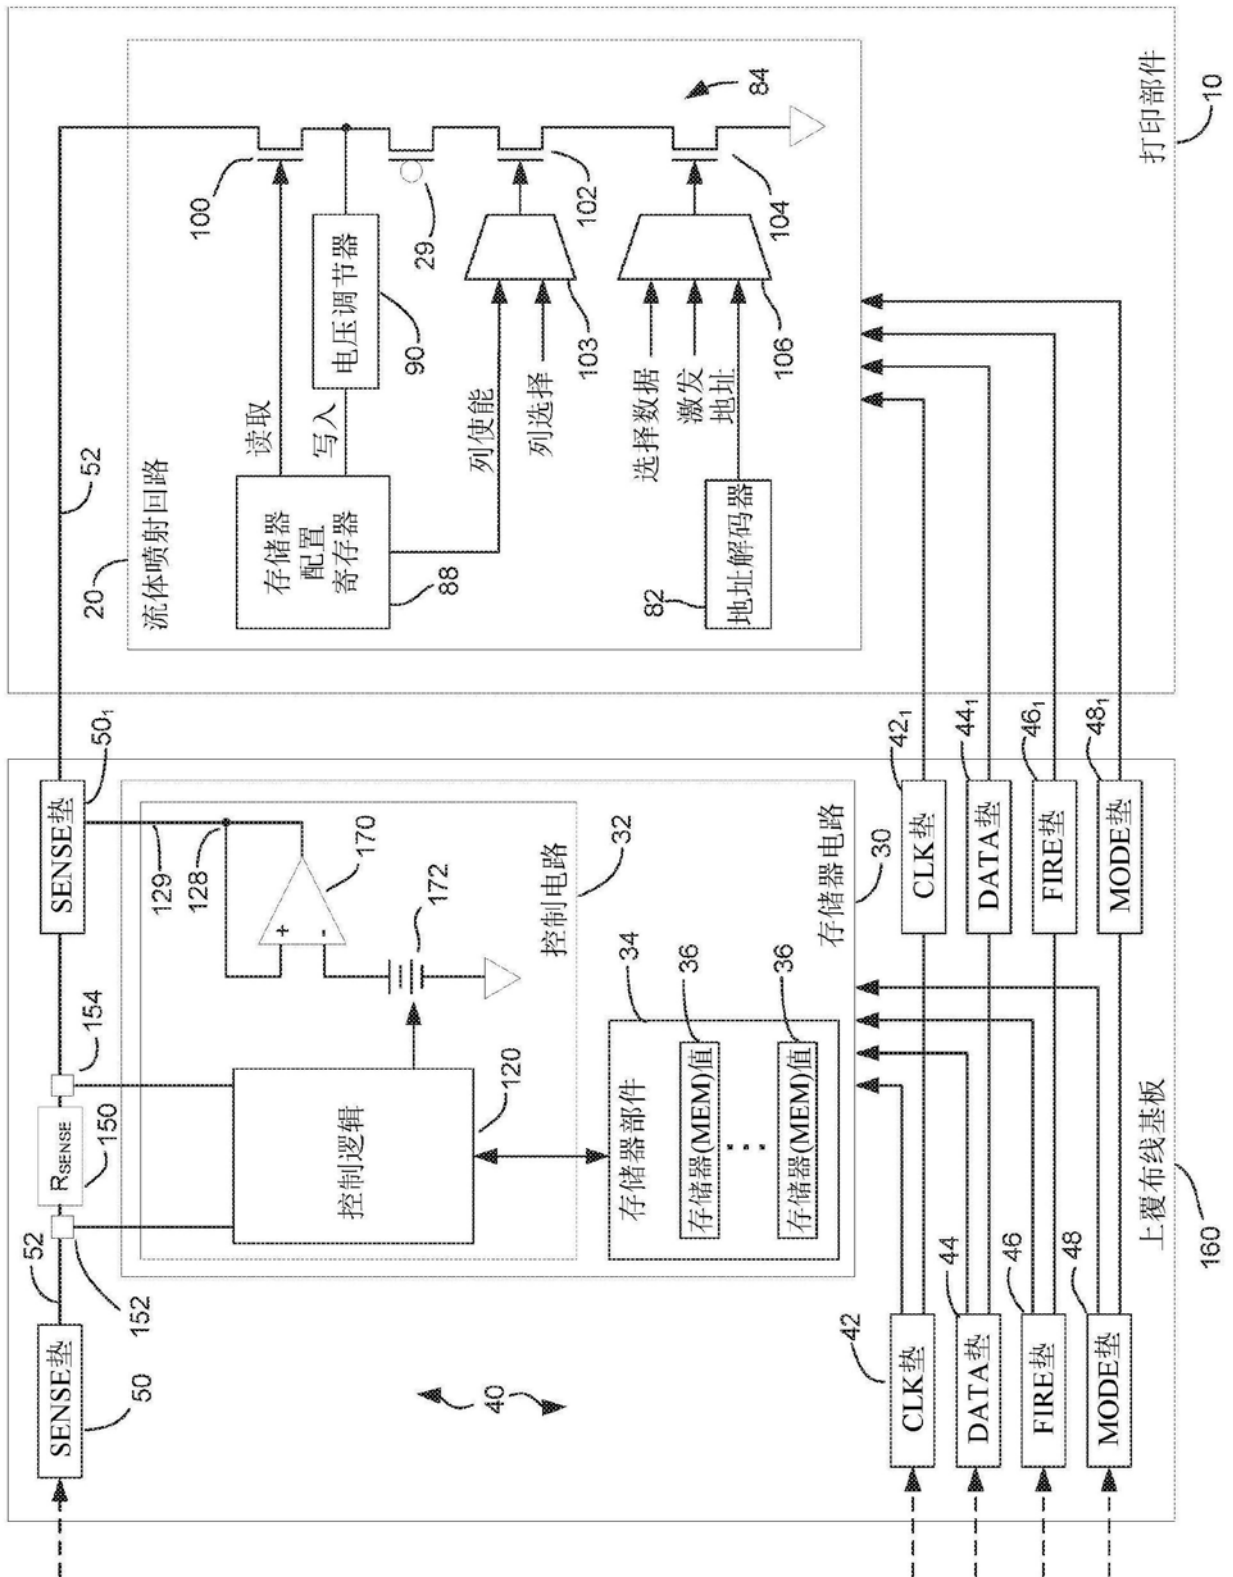 SENSE垫
50
52
152
RSENSE
150
154
SENSE垫
50₁
52
40
控制逻辑
120
129
128
+
-
170
172
控制电路
32
存储器部件
34
存储器(MEM)值
36
存储器(MEM)值
36
存储器电路
30
CLK垫
42
DATA垫
44
FIRE垫
46
MODE垫
48
CLK垫
42₁
DATA垫
44₁
FIRE垫
46₁
MODE垫
48₁
上覆布线基板
160
20
流体喷射回路
存储器
配置
寄存器
88
读取
写入
电压调节器
90
100
29
列使能
列选择
103
102
选择数据
激发
地址
106
104
地址解码器
82
84
打印部件
10